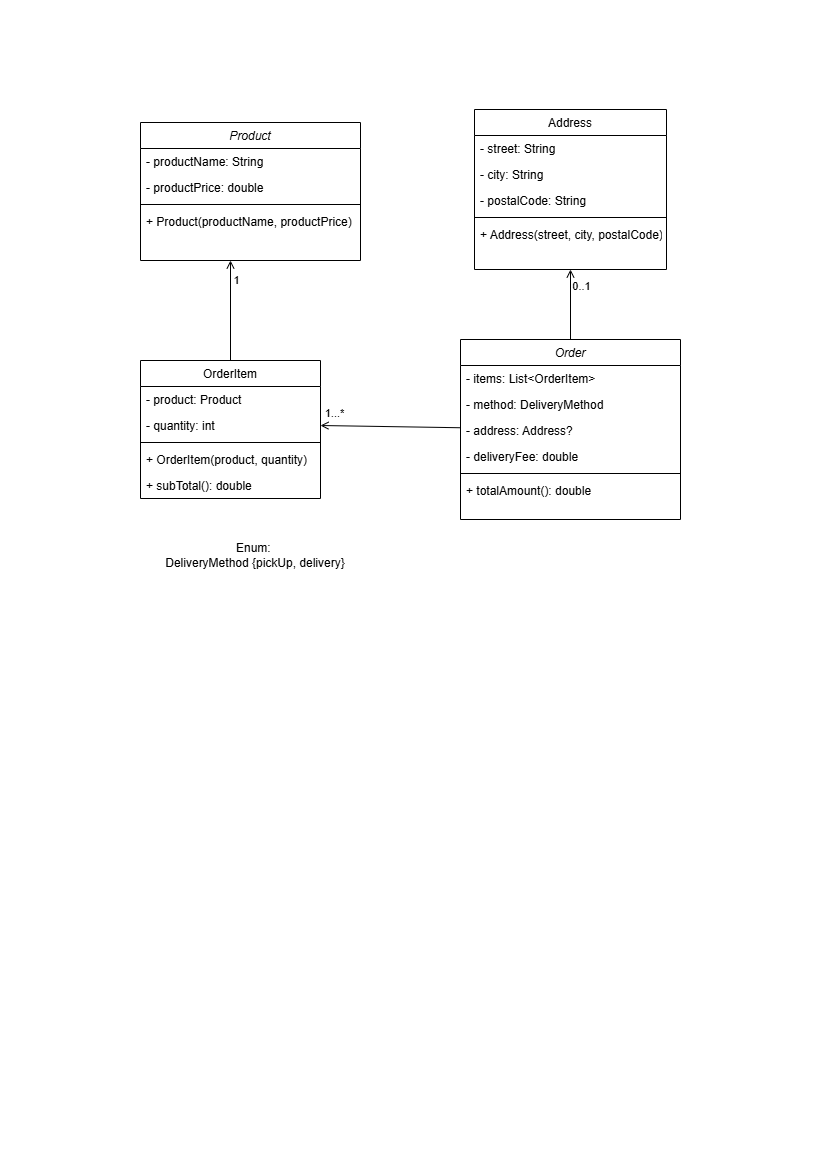 Product
- productName: String
- productPrice: double
+ Product(productName, productPrice)
1
Address
- street: String
- city: String
- postalCode: String
+ Address(street, city, postalCode)
0..1
OrderItem
- product: Product
- quantity: int
+ OrderItem(product, quantity)
+ subTotal(): double
1...*
Order
- items: List<OrderItem>
- method: DeliveryMethod
- address: Address?
- deliveryFee: double
+ totalAmount(): double
Enum:
DeliveryMethod {pickUp, delivery}